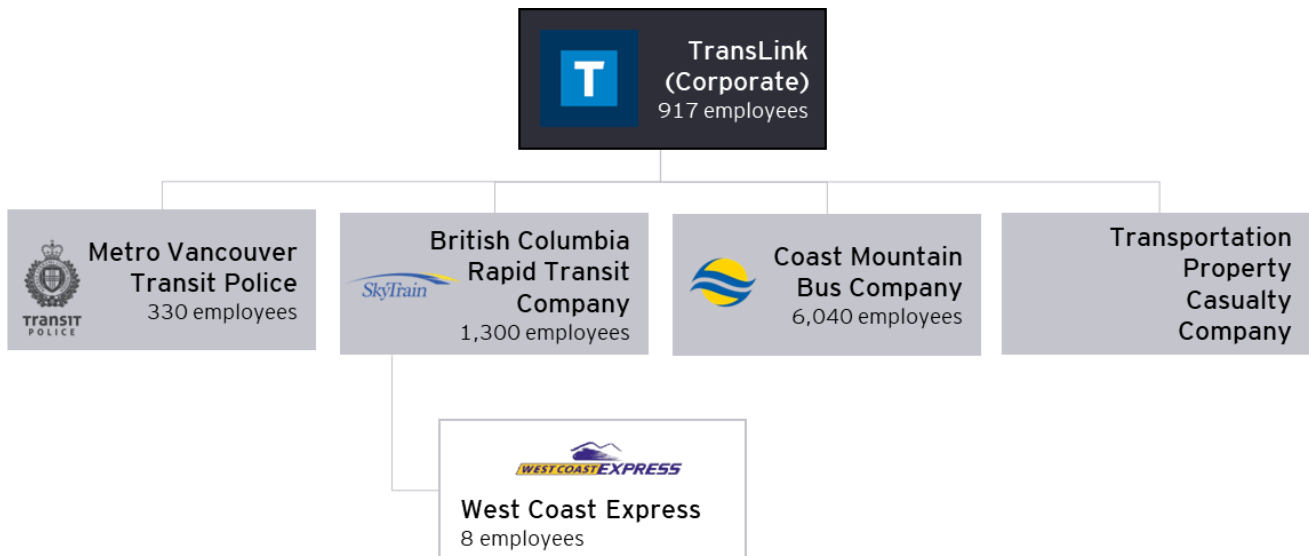 T
TransLink
(Corporate)
917 employees
TRANSIT
POLICE
Metro Vancouver
Transit Police
330 employees
SkyTrain
British Columbia
Rapid Transit
Company
1,300 employees
Coast Mountain
Bus Company
6,040 employees
Transportation
Property
Casualty
Company
WEST COAST EXPRESS
West Coast Express
8 employees